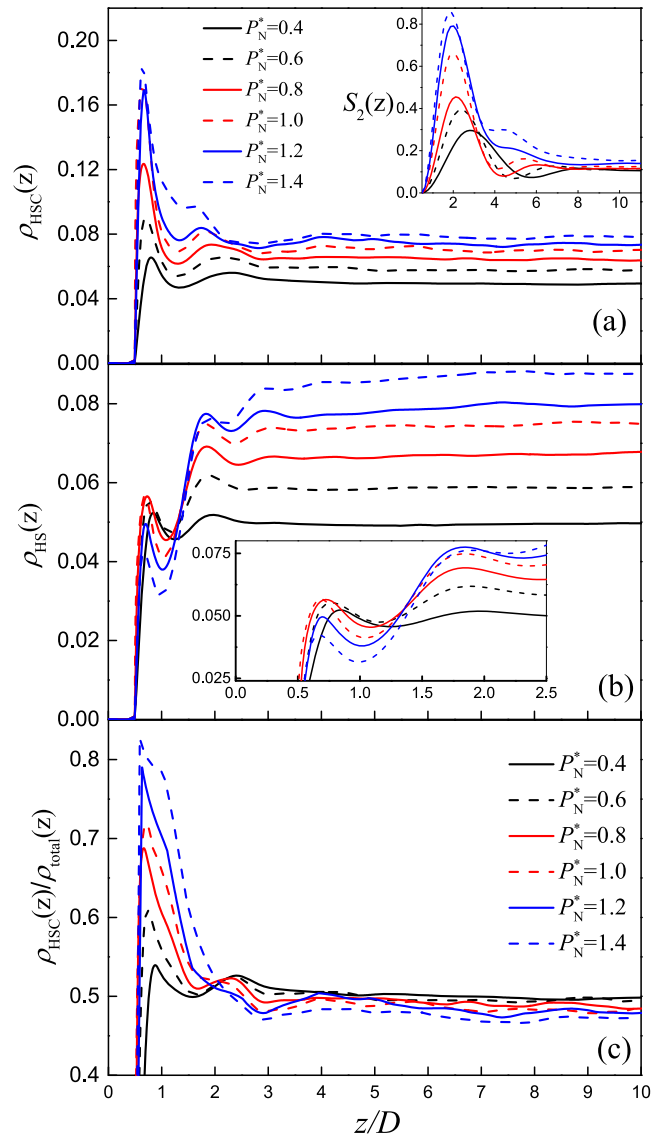 0.20
0.16
0.12
0.08
0.04
0.00
ρHSC(z)
P*N=0.4
P*N=0.6
P*N=0.8
P*N=1.0
P*N=1.2
P*N=1.4
0.8
0.6
0.4
0.2
0.0
S2(z)
2 4 6 8 10
(a)
0.08
0.06
0.04
0.02
0.00
ρHS(z)
0.075
0.050
0.025
0.0 0.5 1.0 1.5 2.0 2.5
(b)
0.8
0.7
0.6
0.5
0.4
ρHSC(z)/ρtotal(z)
P*N=0.4
P*N=0.6
P*N=0.8
P*N=1.0
P*N=1.2
P*N=1.4
(c)
0 1 2 3 4 5 6 7 8 9 10
z/D